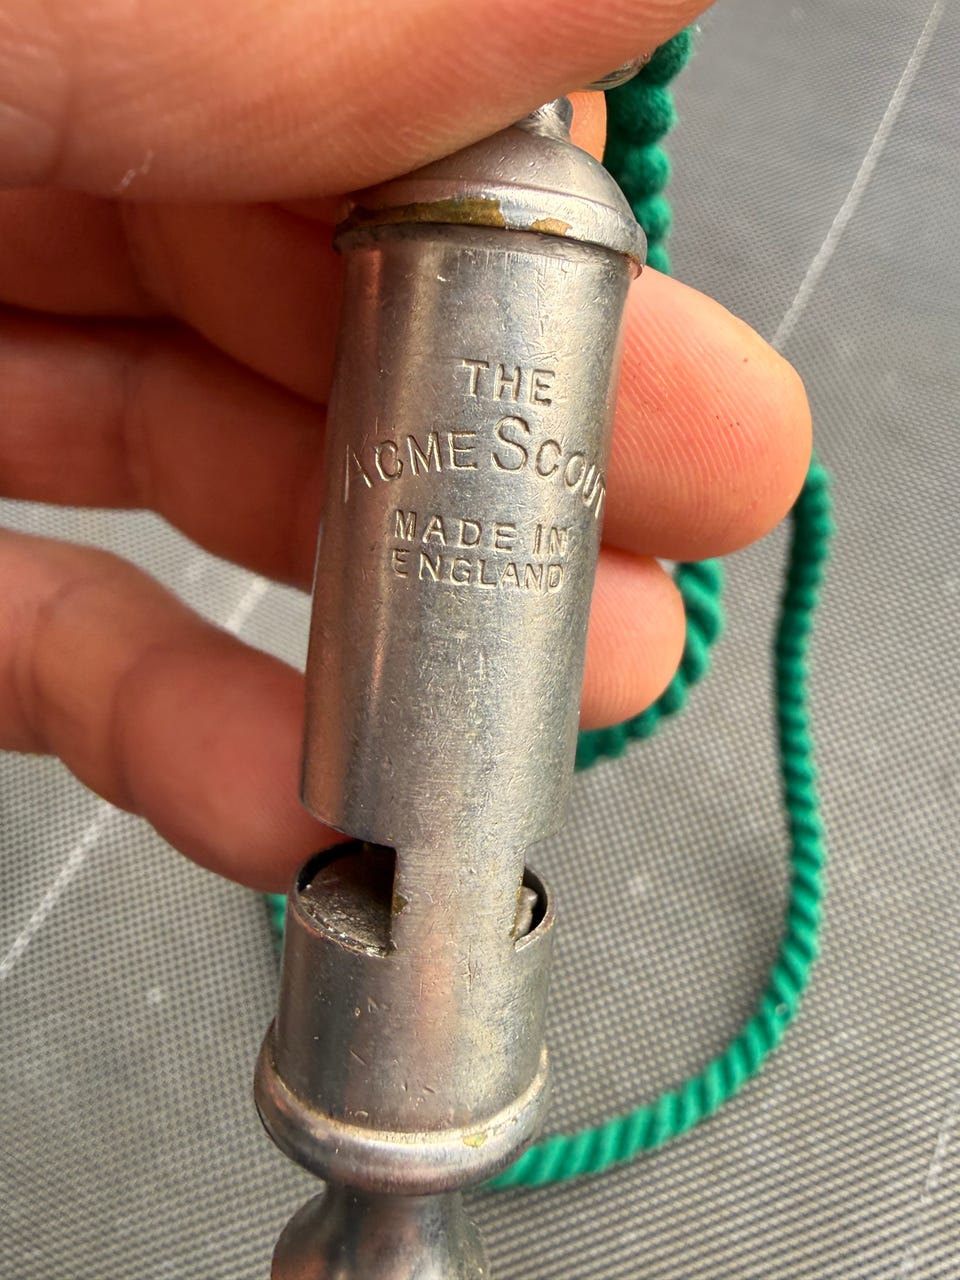 THE
ACME SCOUT
MADE IN
ENGLAND